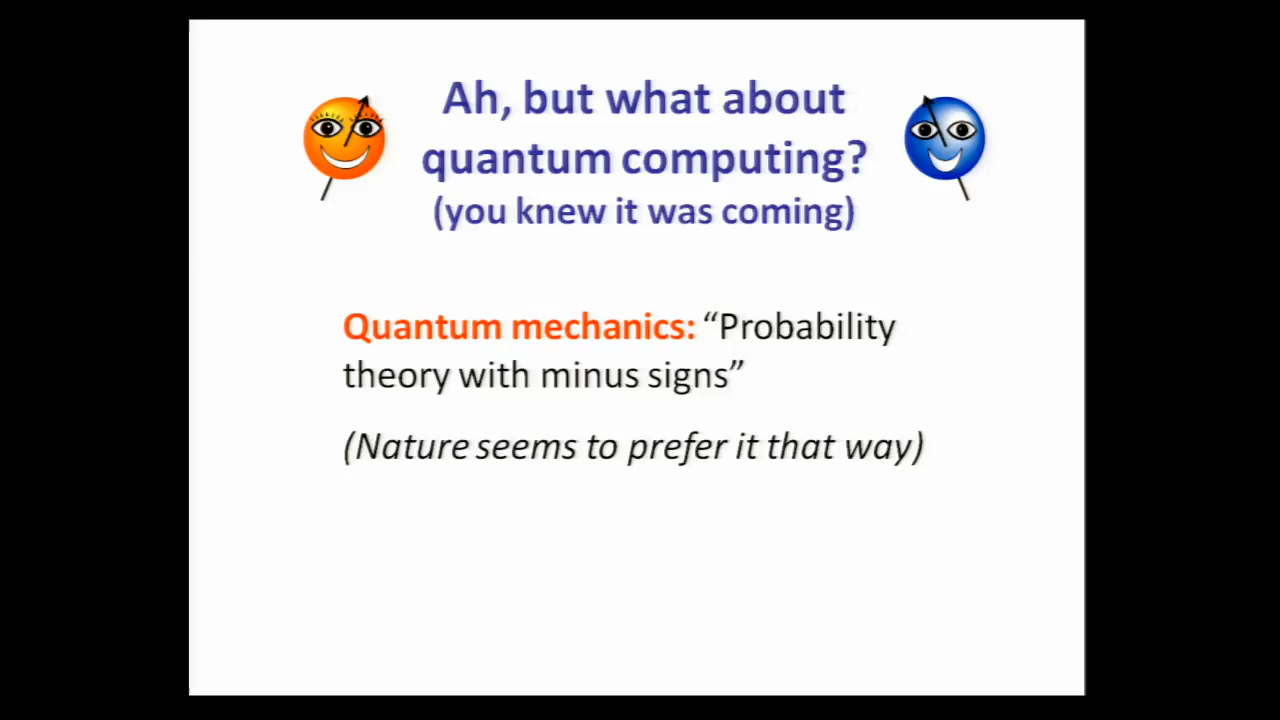 Ah, but what about
quantum computing?
(you knew it was coming)
Quantum mechanics: “Probability
theory with minus signs”
(Nature seems to prefer it that way)